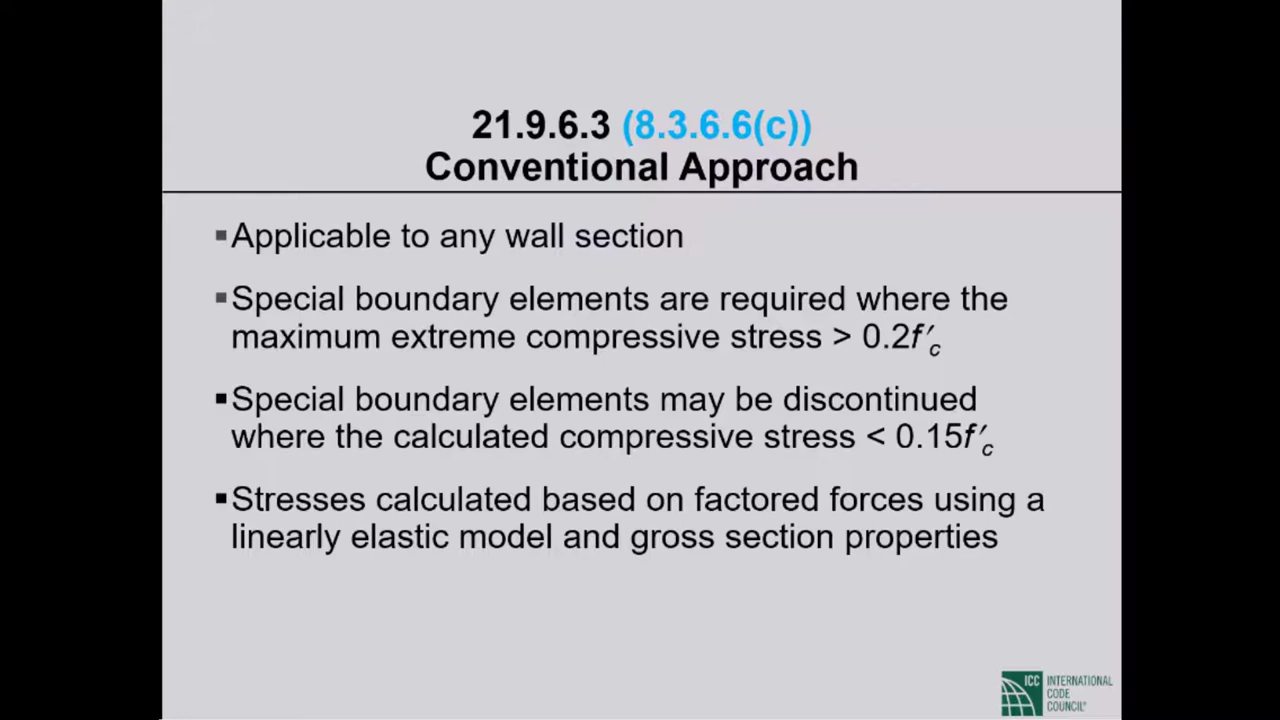 21.9.6.3 (8.3.6.6(c))
Conventional Approach
▪Applicable to any wall section
▪Special boundary elements are required where the
maximum extreme compressive stress > 0.2f′c
▪Special boundary elements may be discontinued
where the calculated compressive stress < 0.15f′c
▪Stresses calculated based on factored forces using a
linearly elastic model and gross section properties
ICC INTERNATIONAL
CODE
COUNCIL®